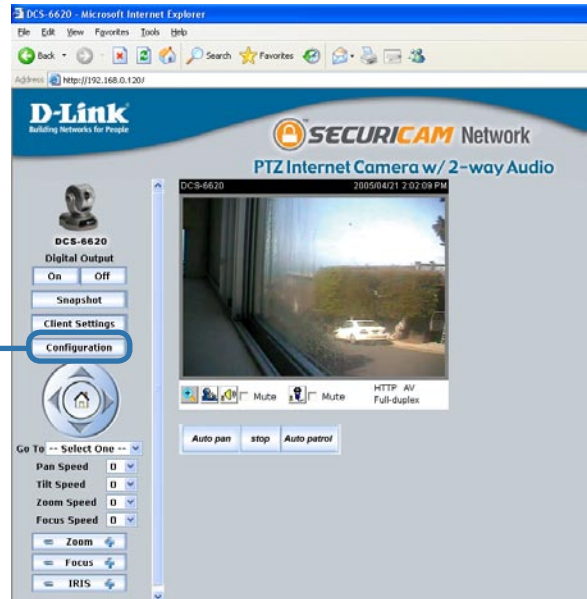 DCS-6620 - Microsoft Internet Explorer
File Edit View Favorites Tools Help
Back Search Favorites
Address http://192.168.0.120/
D-Link
Building Networks for People
SECURICAM Network
PTZ Internet Camera w/ 2-way Audio
DCS-6620 2005/04/21 2:02:09 PM
DCS-6620
Digital Output
On Off
Snapshot
Client Settings
Configuration
Mute Mute HTTP AV
Full-duplex
Auto pan stop Auto patrol
Go To -- Select One --
Pan Speed 0
Tilt Speed 0
Zoom Speed 0
Focus Speed 0
Zoom
Focus
IRIS